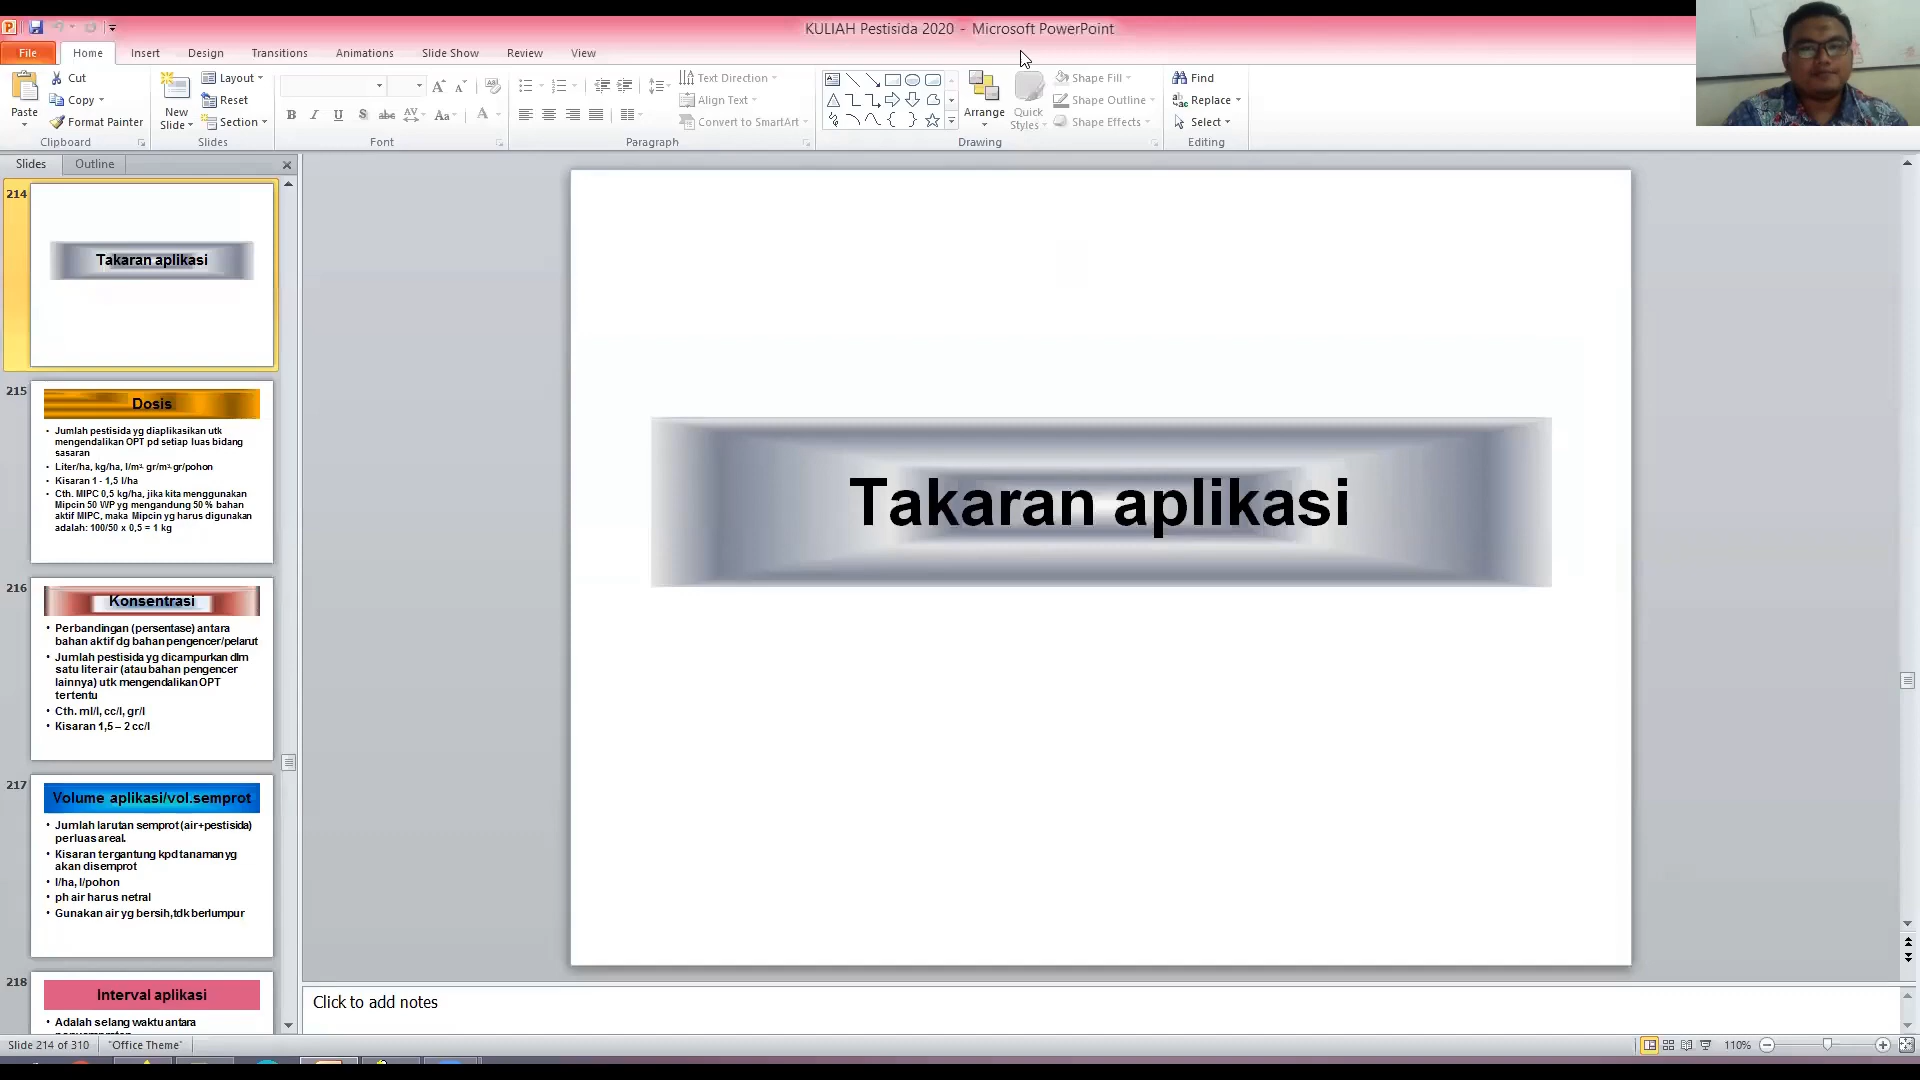 KULIAH Pestisida 2020 - Microsoft PowerPoint
File Home Insert Design Transitions Animations Slide Show Review View
Paste
Cut
Copy
Format Painter
Clipboard
New Slide
Layout
Reset
Section
Slides
B I U S abc AV Aa A
Font
Text Direction
Align Text
Convert to SmartArt
Paragraph
Arrange
Quick Styles
Shape Fill
Shape Outline
Shape Effects
Drawing
Find
Replace
Select
Editing
Slides Outline
214
Takaran aplikasi
215
Dosis
• Jumlah pestisida yg diaplikasikan utk
mengendalikan OPT pd setiap luas bidang
sasaran
• Liter/ha, kg/ha, l/m³, gr/m³, gr/pohon
• Kisaran 1 - 1,5 l/ha
• Cth. MIPC 0,5 kg/ha, jika kita menggunakan
Mipcin 50 WP yg mengandung 50 % bahan
aktif MIPC, maka Mipcin yg harus digunakan
adalah: 100/50 x 0,5 = 1 kg
216
Konsentrasi
• Perbandingan (persentase) antara
bahan aktif dg bahan pengencer/pelarut
• Jumlah pestisida yg dicampurkan dlm
satu liter air (atau bahan pengencer
lainnya) utk mengendalikan OPT
tertentu
• Cth. ml/l, cc/l, gr/l
• Kisaran 1,5 – 2 cc/l
217
Volume aplikasi/vol.semprot
• Jumlah larutan semprot (air+pestisida)
perluas areal.
• Kisaran tergantung kpd tanaman yg
akan disemprot
• l/ha, l/pohon
• ph air harus netral
• Gunakan air yg bersih,tdk berlumpur
218
Interval aplikasi
• Adalah selang waktu antara
Takaran aplikasi
Click to add notes
Slide 214 of 310 "Office Theme" 110%